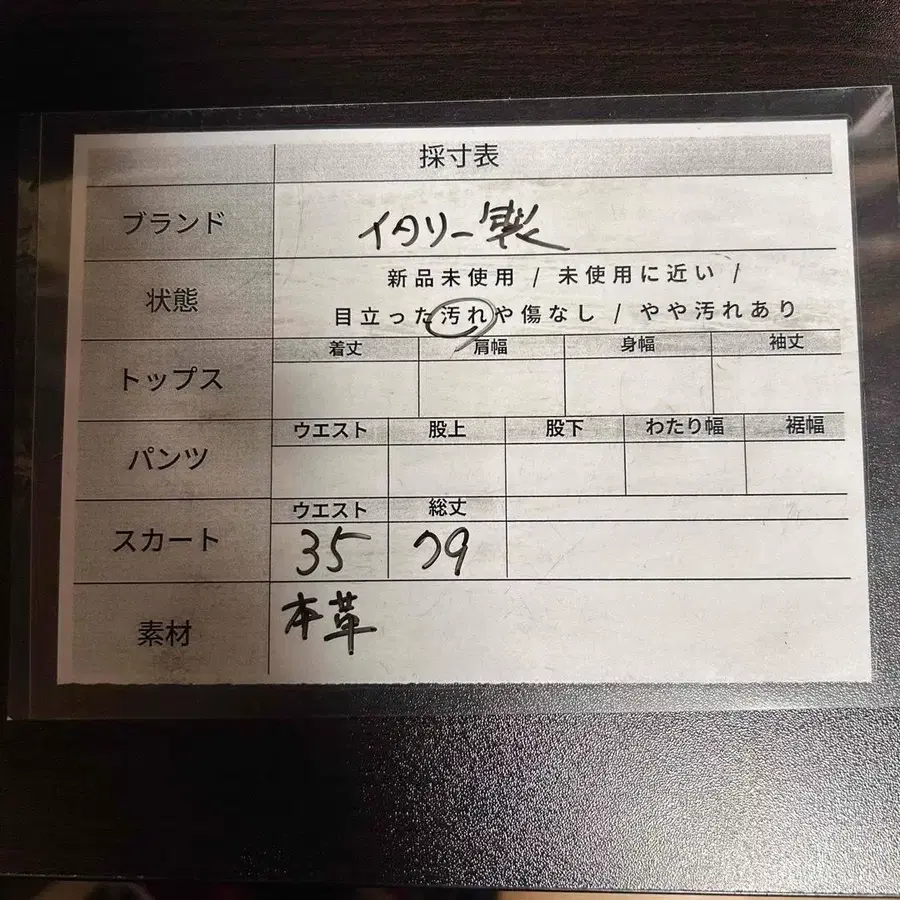 採寸表
ブランド イタリー製
状態 新品未使用 / 未使用に近い /
目立った汚れや傷なし / やや汚れあり
着丈 肩幅 身幅 袖丈
トップス
ウエスト 股上 股下 わたり幅 裾幅
パンツ
ウエスト 総丈
スカート 35 79
素材 本革